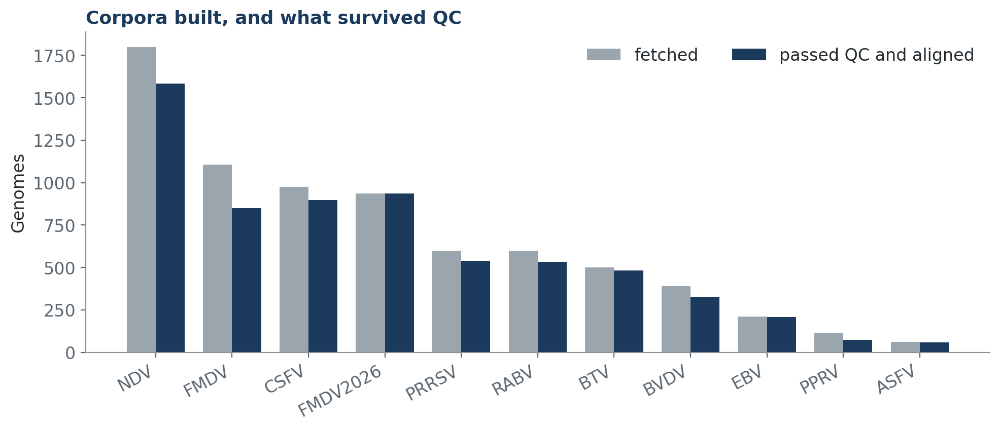 Corpora built, and what survived QC
fetched
passed QC and aligned
Genomes
1750
1500
1250
1000
750
500
250
0
NDV
FMDV
CSFV
FMDV2026
PRRSV
RABV
BTV
BVDV
EBV
PPRV
ASFV